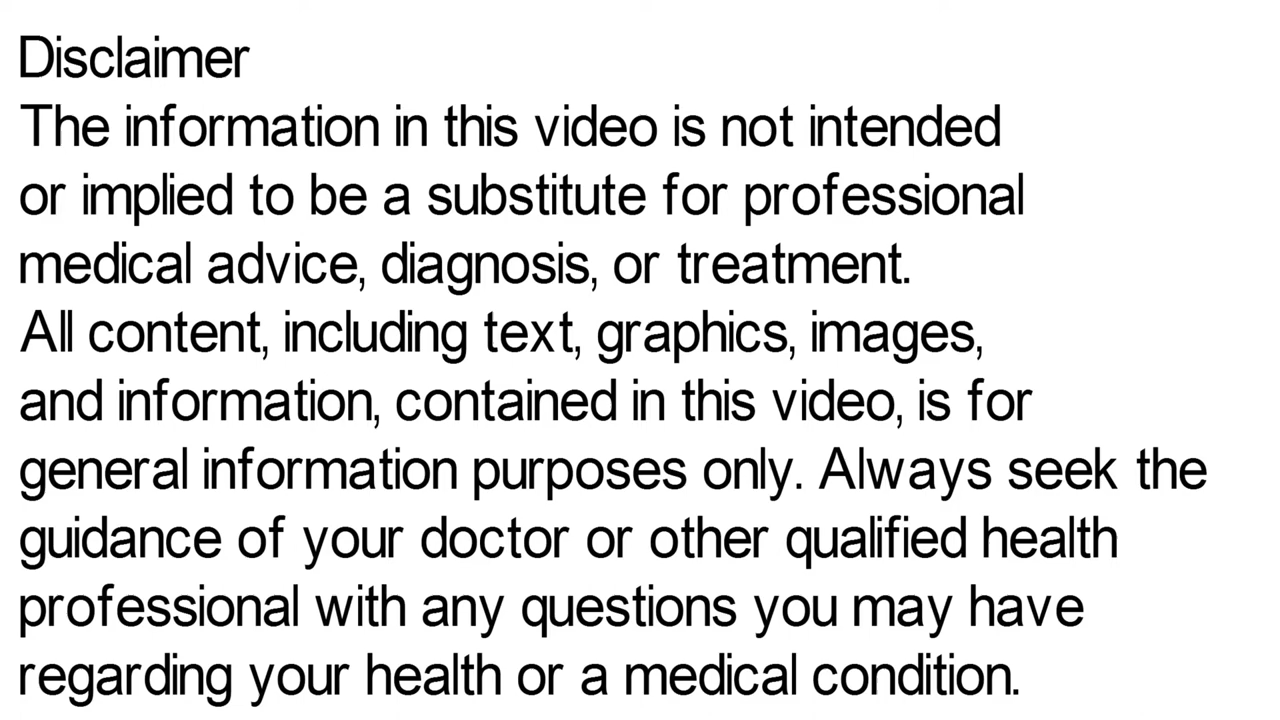 Disclaimer
The information in this video is not intended
or implied to be a substitute for professional
medical advice, diagnosis, or treatment.
All content, including text, graphics, images,
and information, contained in this video, is for
general information purposes only. Always seek the
guidance of your doctor or other qualified health
professional with any questions you may have
regarding your health or a medical condition.